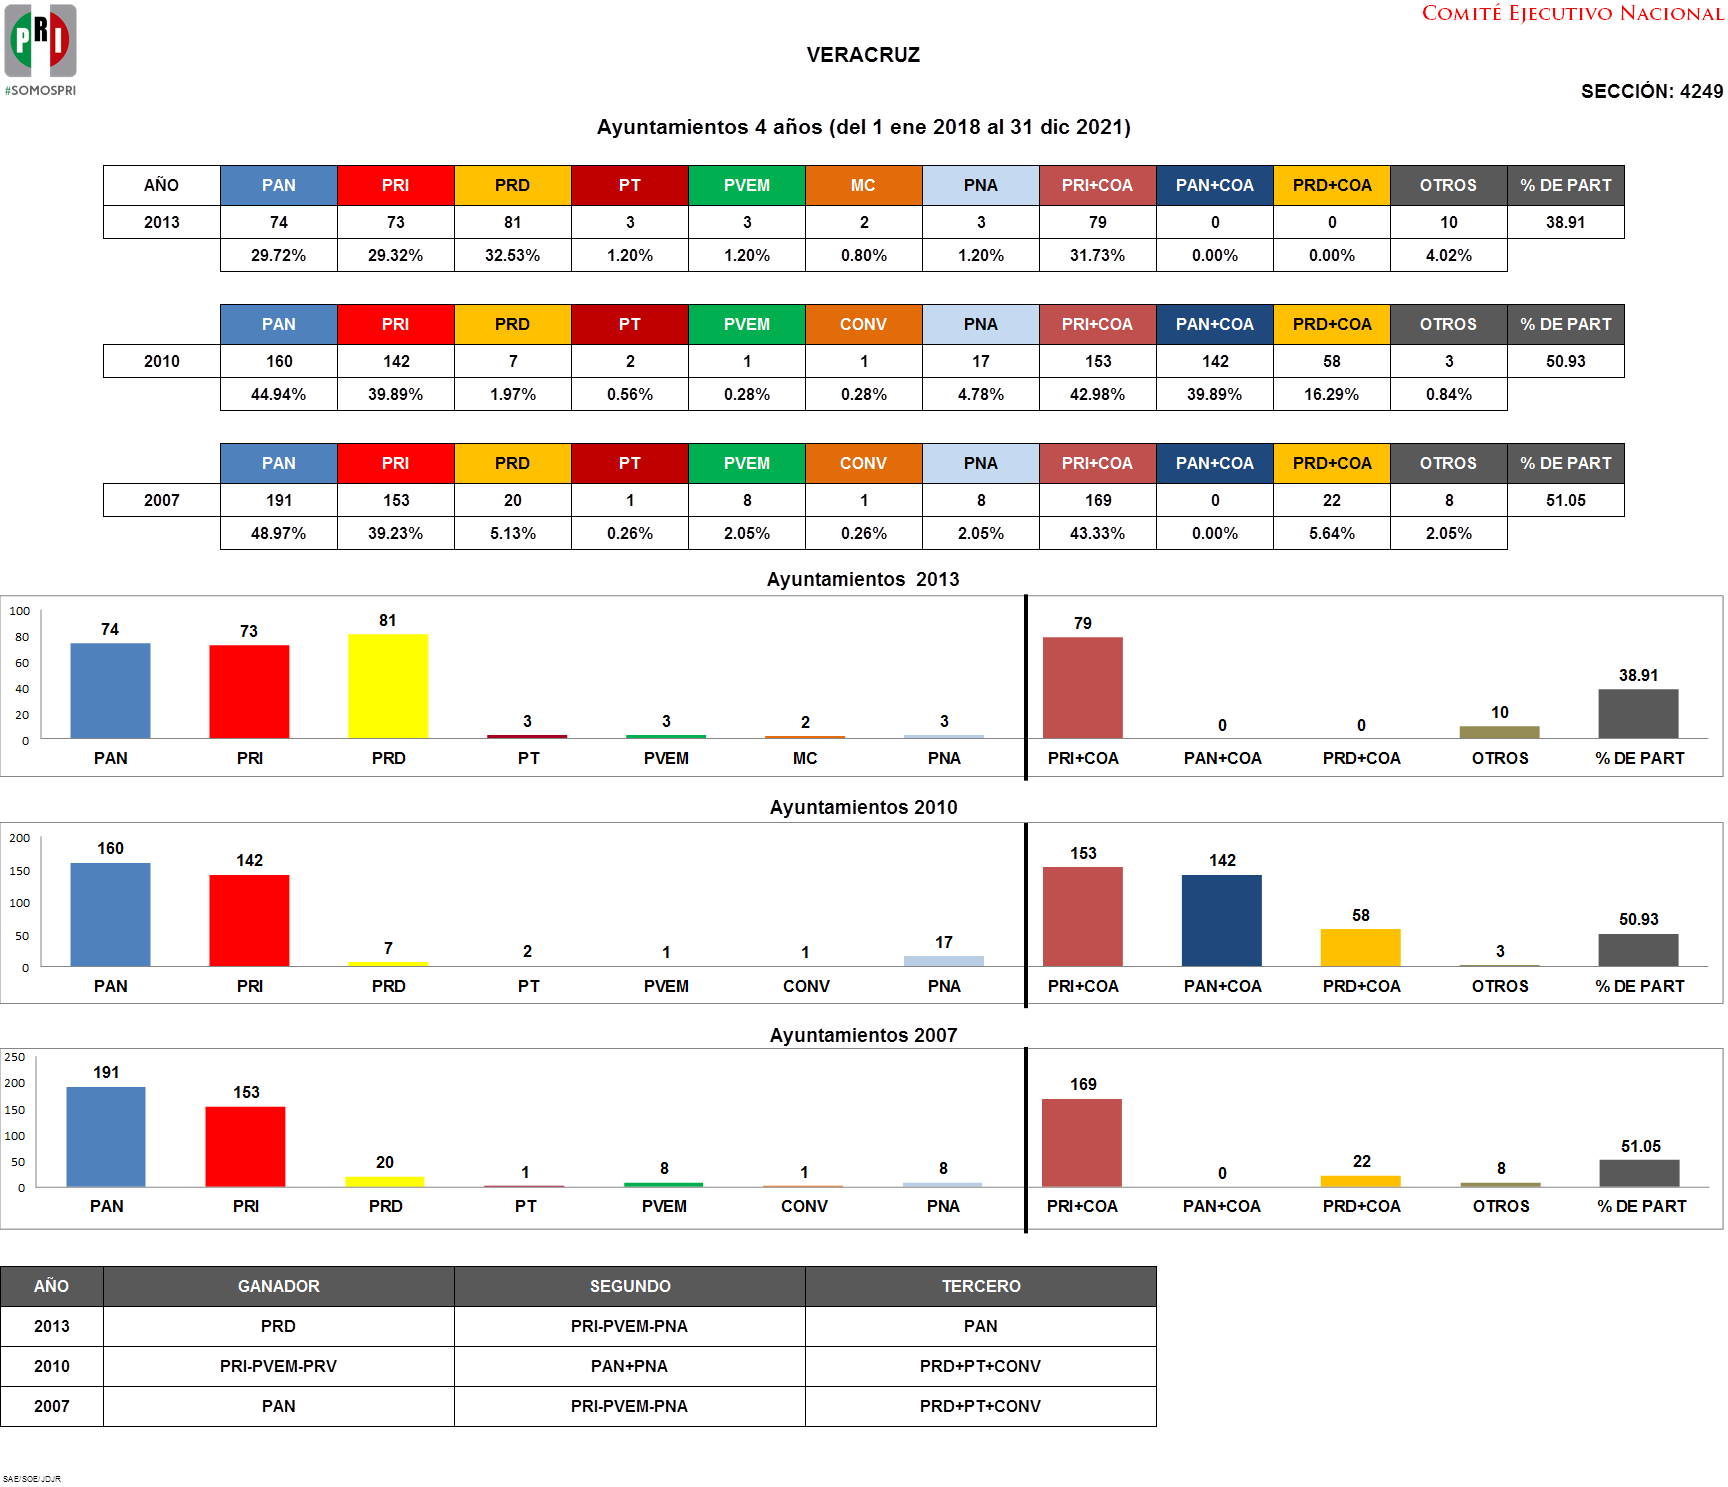 PRI
#SOMOSPRI
COMITÉ EJECUTIVO NACIONAL
VERACRUZ
SECCIÓN: 4249
Ayuntamientos 4 años (del 1 ene 2018 al 31 dic 2021)
AÑO PAN PRI PRD PT PVEM MC PNA PRI+COA PAN+COA PRD+COA OTROS % DE PART
2013 74 73 81 3 3 2 3 79 0 0 10 38.91
29.72% 29.32% 32.53% 1.20% 1.20% 0.80% 1.20% 31.73% 0.00% 0.00% 4.02%
PAN PRI PRD PT PVEM CONV PNA PRI+COA PAN+COA PRD+COA OTROS % DE PART
2010 160 142 7 2 1 1 17 153 142 58 3 50.93
44.94% 39.89% 1.97% 0.56% 0.28% 0.28% 4.78% 42.98% 39.89% 16.29% 0.84%
PAN PRI PRD PT PVEM CONV PNA PRI+COA PAN+COA PRD+COA OTROS % DE PART
2007 191 153 20 1 8 1 8 169 0 22 8 51.05
48.97% 39.23% 5.13% 0.26% 2.05% 0.26% 2.05% 43.33% 0.00% 5.64% 2.05%
Ayuntamientos 2013
100
80
60
40
20
0
74 73 81 3 3 2 3 79 0 0 10 38.91
PAN PRI PRD PT PVEM MC PNA PRI+COA PAN+COA PRD+COA OTROS % DE PART
Ayuntamientos 2010
200
150
100
50
0
160 142 7 2 1 1 17 153 142 58 3 50.93
PAN PRI PRD PT PVEM CONV PNA PRI+COA PAN+COA PRD+COA OTROS % DE PART
Ayuntamientos 2007
250
200
150
100
50
0
191 153 20 1 8 1 8 169 0 22 8 51.05
PAN PRI PRD PT PVEM CONV PNA PRI+COA PAN+COA PRD+COA OTROS % DE PART
AÑO GANADOR SEGUNDO TERCERO
2013 PRD PRI-PVEM-PNA PAN
2010 PRI-PVEM-PRV PAN+PNA PRD+PT+CONV
2007 PAN PRI-PVEM-PNA PRD+PT+CONV
SAE/SOE/JDJR